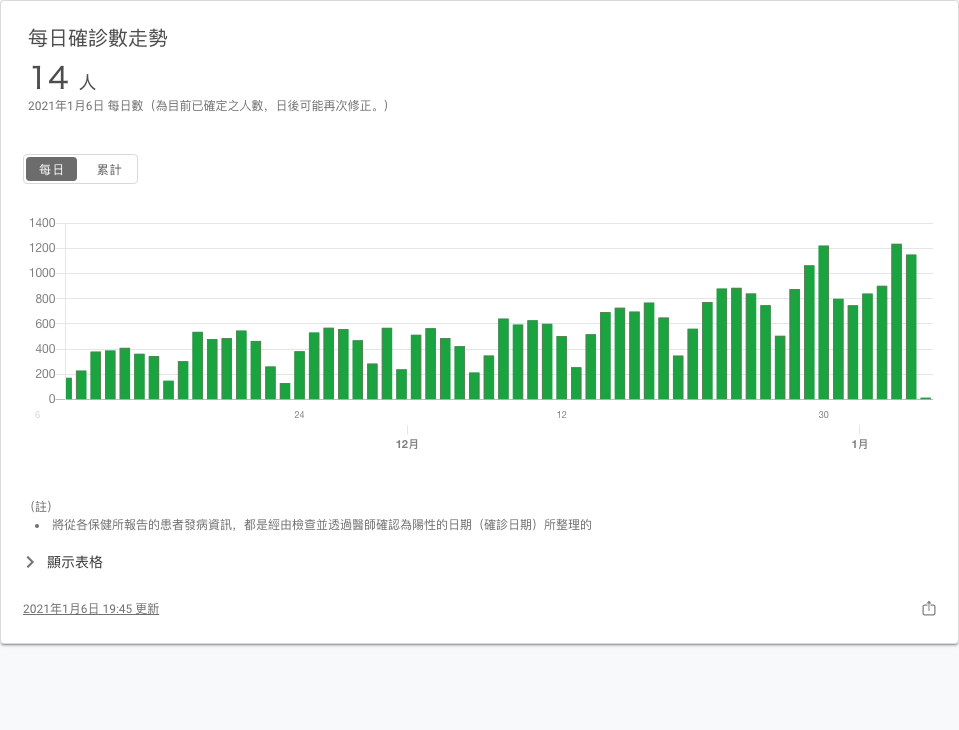 每日確診數走勢
14 人
2021年1月6日 每日數（為目前已確定之人數，日後可能再次修正。）
每日 累計
1400
1200
1000
800
600
400
200
0
6 24 12 30
12月 1月
（註）
• 將從各保健所報告的患者發病資訊，都是經由檢查並透過醫師確認為陽性的日期（確診日期）所整理的
顯示表格
2021年1月6日 19:45 更新